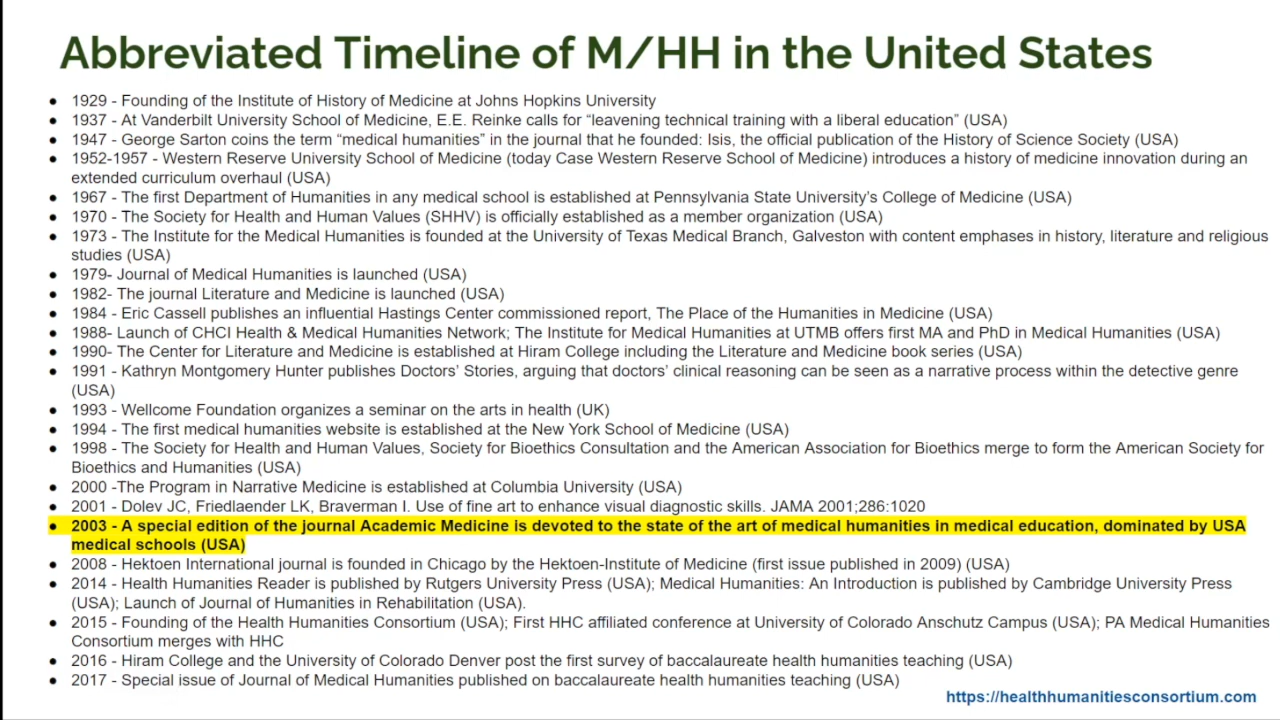 Abbreviated Timeline of M/HH in the United States
● 1929 - Founding of the Institute of History of Medicine at Johns Hopkins University
● 1937 - At Vanderbilt University School of Medicine, E.E. Reinke calls for “leavening technical training with a liberal education” (USA)
● 1947 - George Sarton coins the term “medical humanities” in the journal that he founded: Isis, the official publication of the History of Science Society (USA)
● 1952-1957 - Western Reserve University School of Medicine (today Case Western Reserve School of Medicine) introduces a history of medicine innovation during an
extended curriculum overhaul (USA)
● 1967 - The first Department of Humanities in any medical school is established at Pennsylvania State University’s College of Medicine (USA)
● 1970 - The Society for Health and Human Values (SHHV) is officially established as a member organization (USA)
● 1973 - The Institute for the Medical Humanities is founded at the University of Texas Medical Branch, Galveston with content emphases in history, literature and religious
studies (USA)
● 1979- Journal of Medical Humanities is launched (USA)
● 1982- The journal Literature and Medicine is launched (USA)
● 1984 - Eric Cassell publishes an influential Hastings Center commissioned report, The Place of the Humanities in Medicine (USA)
● 1988- Launch of CHCI Health & Medical Humanities Network; The Institute for Medical Humanities at UTMB offers first MA and PhD in Medical Humanities (USA)
● 1990- The Center for Literature and Medicine is established at Hiram College including the Literature and Medicine book series (USA)
● 1991 - Kathryn Montgomery Hunter publishes Doctors’ Stories, arguing that doctors’ clinical reasoning can be seen as a narrative process within the detective genre
(USA)
● 1993 - Wellcome Foundation organizes a seminar on the arts in health (UK)
● 1994 - The first medical humanities website is established at the New York School of Medicine (USA)
● 1998 - The Society for Health and Human Values, Society for Bioethics Consultation and the American Association for Bioethics merge to form the American Society for
Bioethics and Humanities (USA)
● 2000 -The Program in Narrative Medicine is established at Columbia University (USA)
● 2001 - Dolev JC, Friedlaender LK, Braverman I. Use of fine art to enhance visual diagnostic skills. JAMA 2001;286:1020
● 2003 - A special edition of the journal Academic Medicine is devoted to the state of the art of medical humanities in medical education, dominated by USA
medical schools (USA)
● 2008 - Hektoen International journal is founded in Chicago by the Hektoen-Institute of Medicine (first issue published in 2009) (USA)
● 2014 - Health Humanities Reader is published by Rutgers University Press (USA); Medical Humanities: An Introduction is published by Cambridge University Press
(USA); Launch of Journal of Humanities in Rehabilitation (USA).
● 2015 - Founding of the Health Humanities Consortium (USA); First HHC affiliated conference at University of Colorado Anschutz Campus (USA); PA Medical Humanities
Consortium merges with HHC
● 2016 - Hiram College and the University of Colorado Denver post the first survey of baccalaureate health humanities teaching (USA)
● 2017 - Special issue of Journal of Medical Humanities published on baccalaureate health humanities teaching (USA)
https://healthhumanitiesconsortium.com